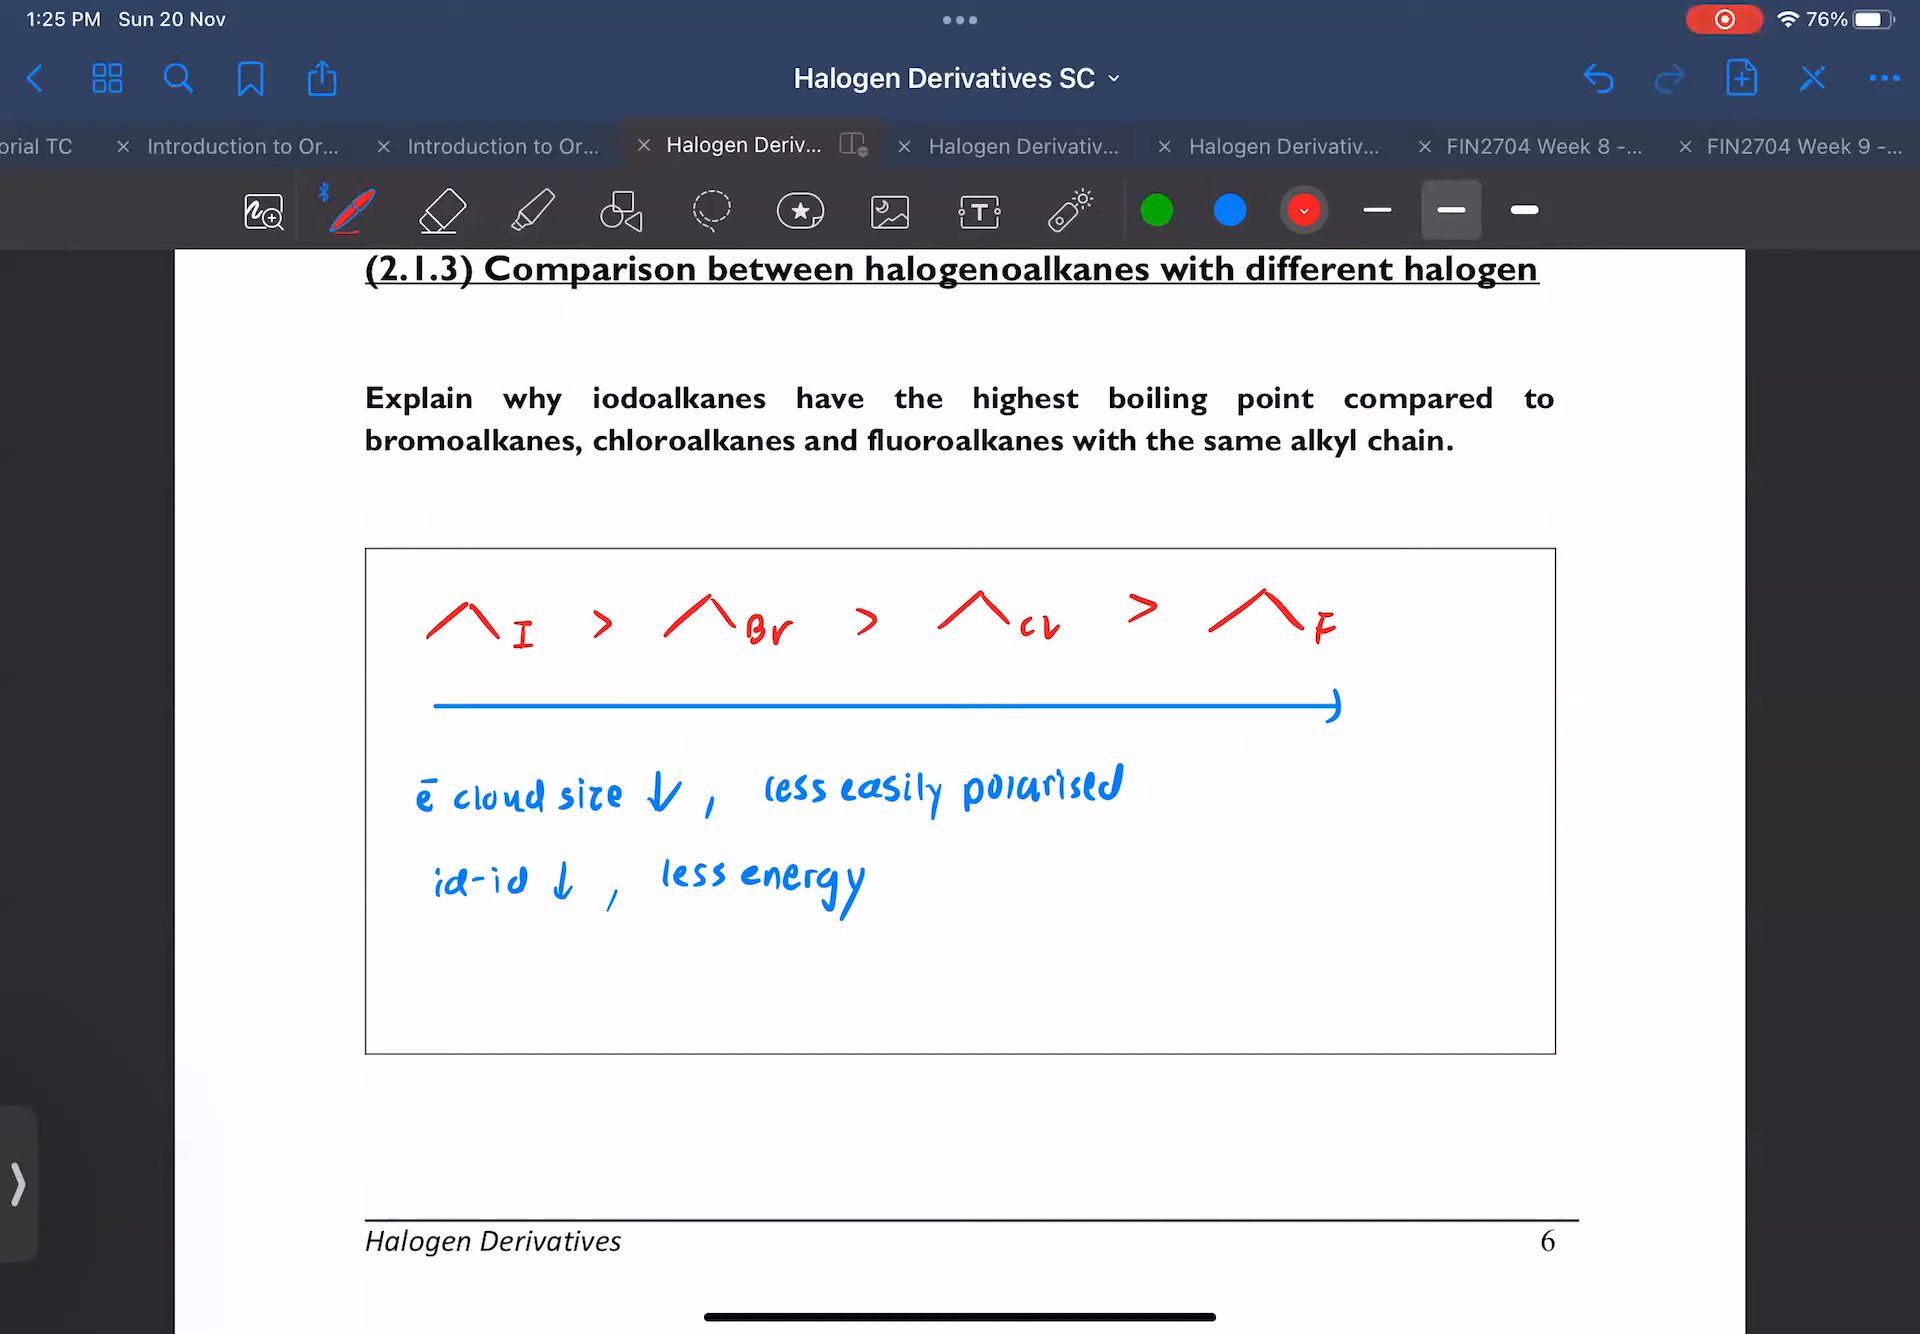 1:25 PM Sun 20 Nov
76%
Halogen Derivatives SC
orial TC
Introduction to Or...
Introduction to Or...
Halogen Deriv...
Halogen Derivativ...
Halogen Derivativ...
FIN2704 Week 8 -...
FIN2704 Week 9 -...
(2.1.3) Comparison between halogenoalkanes with different halogen
Explain why iodoalkanes have the highest boiling point compared to
bromoalkanes, chloroalkanes and fluoroalkanes with the same alkyl chain.
I > Br > Cl > F
ē cloud size ↓, less easily polarised
id-id ↓, less energy
Halogen Derivatives 6